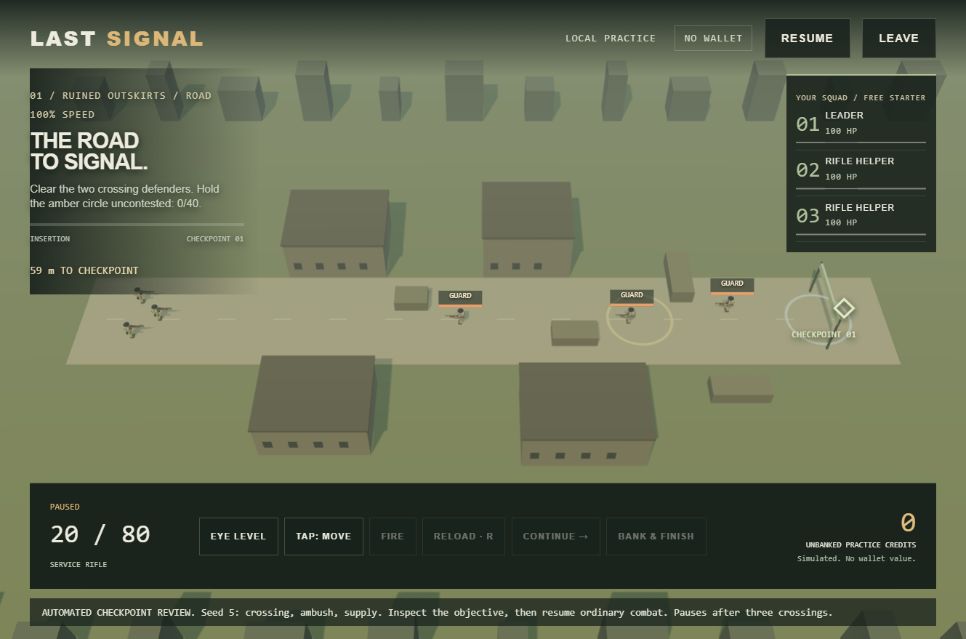 LAST SIGNAL
LOCAL PRACTICE
NO WALLET
RESUME
LEAVE
01 / RUINED OUTSKIRTS / ROAD
100% SPEED
THE ROAD
TO SIGNAL.
Clear the two crossing defenders. Hold
the amber circle uncontested: 0/40.
INSERTION
CHECKPOINT 01
59 m TO CHECKPOINT
YOUR SQUAD / FREE STARTER
01 LEADER
100 HP
02 RIFLE HELPER
100 HP
03 RIFLE HELPER
100 HP
GUARD
GUARD
GUARD
CHECKPOINT 01
PAUSED
20 / 80
SERVICE RIFLE
EYE LEVEL
TAP: MOVE
FIRE
RELOAD · R
CONTINUE →
BANK & FINISH
0
UNBANKED PRACTICE CREDITS
Simulated. No wallet value.
AUTOMATED CHECKPOINT REVIEW. Seed 5: crossing, ambush, supply. Inspect the objective, then resume ordinary combat. Pauses after three crossings.